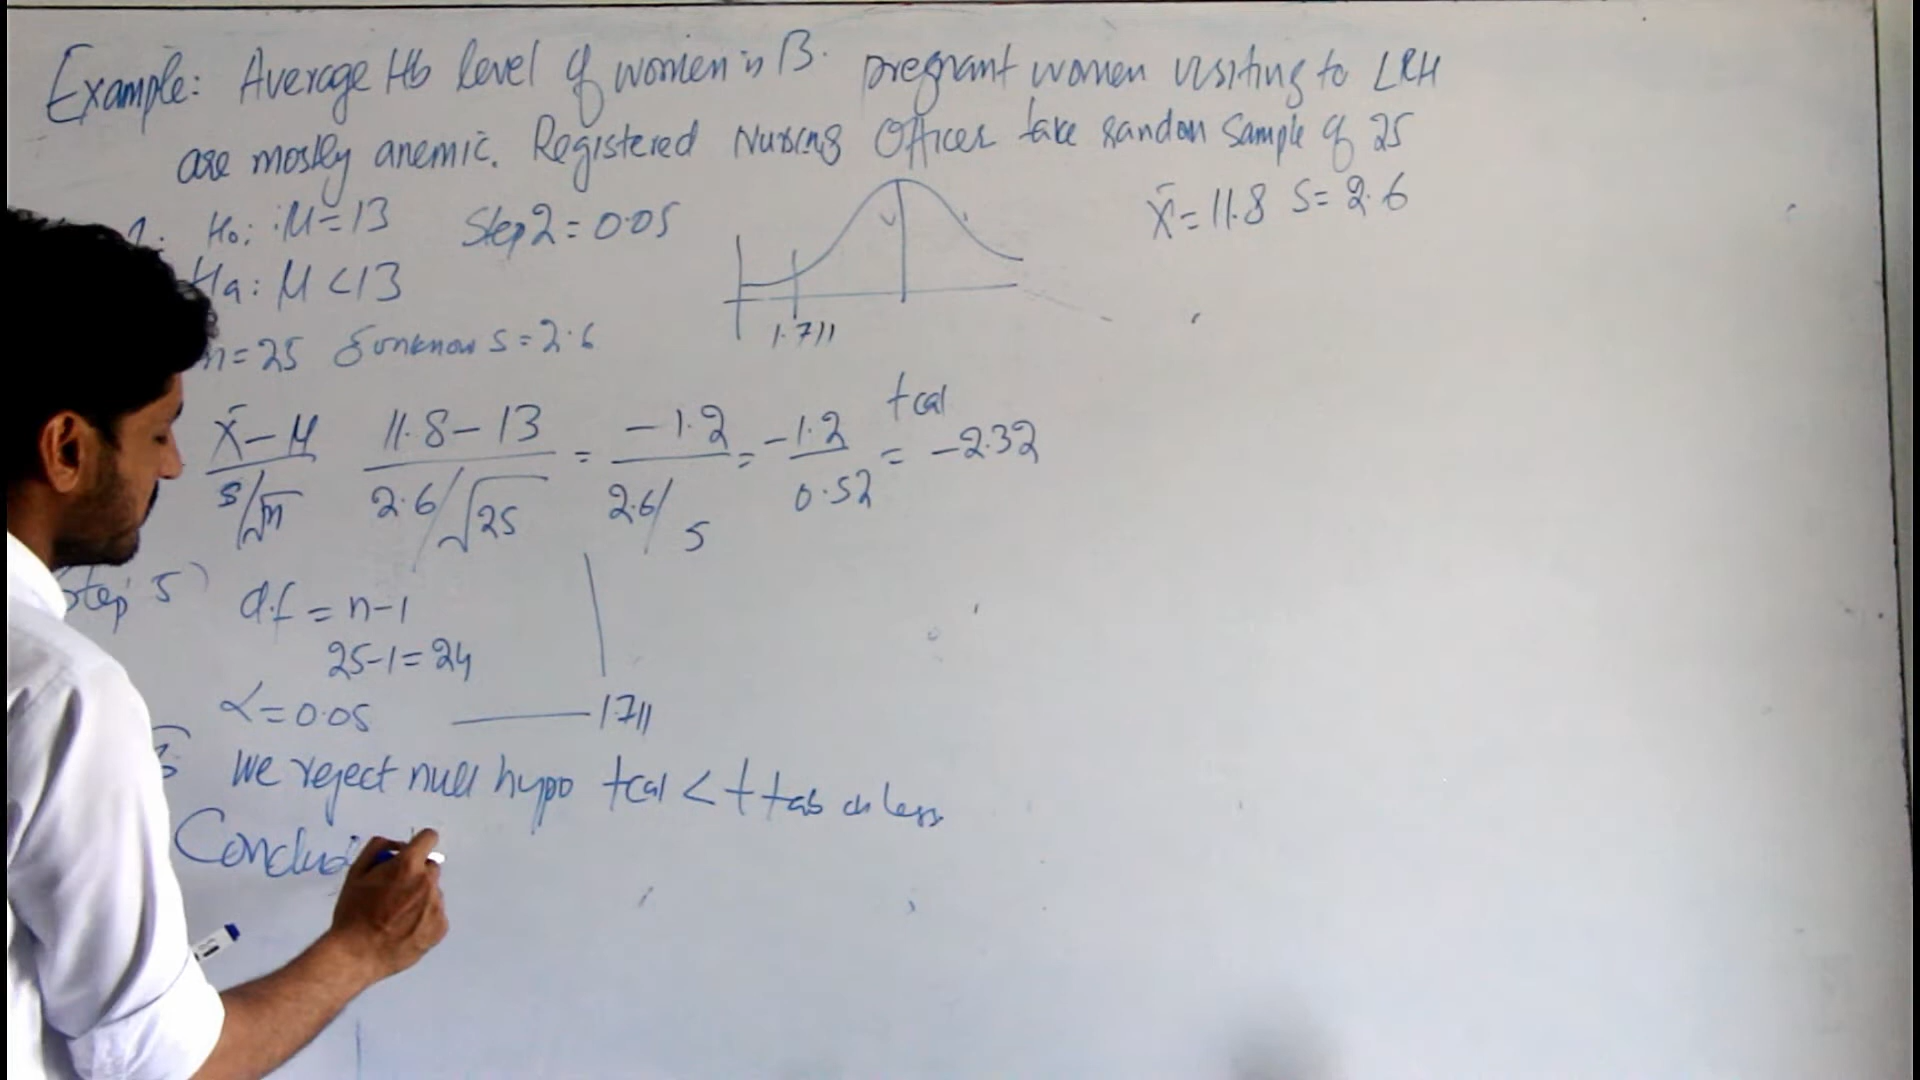 Example: Average Hb level of women is 13. pregnant women visiting to LRH
are mostly anemic. Registered Nursing Officer take random sample of 25
x̄ = 11.8 S = 2.6
H₀: M = 13 Step 2 = 0.05
Ha: M < 13
1.711
n = 25 δ unknown S = 2.6
x̄ - M / s/√n 11.8 - 13 / 2.6/√25 = -1.2 / 2.6/5 = -1.2 / 0.52 = -2.32 tcal
Step 5) d.f = n-1
25-1 = 24
α = 0.05 —— 1.711
We reject null hypo tcal < t tab or less